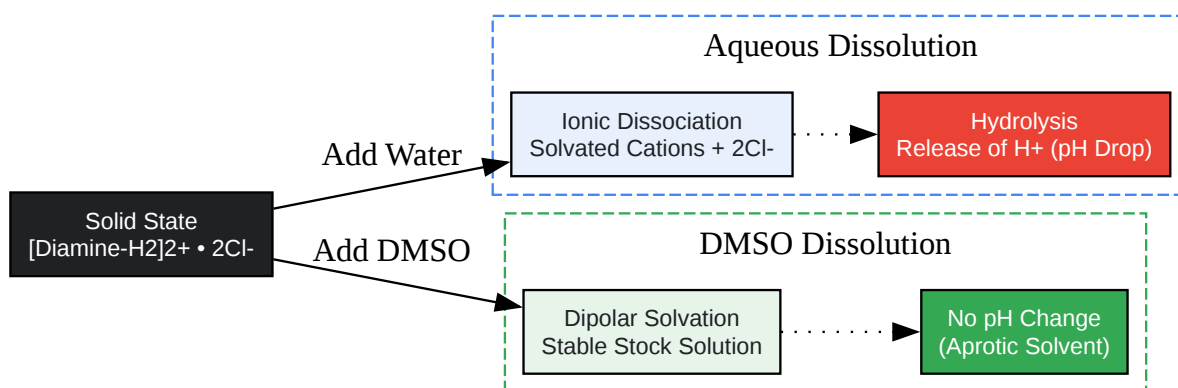 Aqueous Dissolution
Ionic Dissociation
Solvated Cations + 2Cl-
Hydrolysis
Release of H+ (pH Drop)
Add Water
Solid State
[Diamine-H2]2+ • 2Cl-
Add DMSO
DMSO Dissolution
Dipolar Solvation
Stable Stock Solution
No pH Change
(Aprotic Solvent)